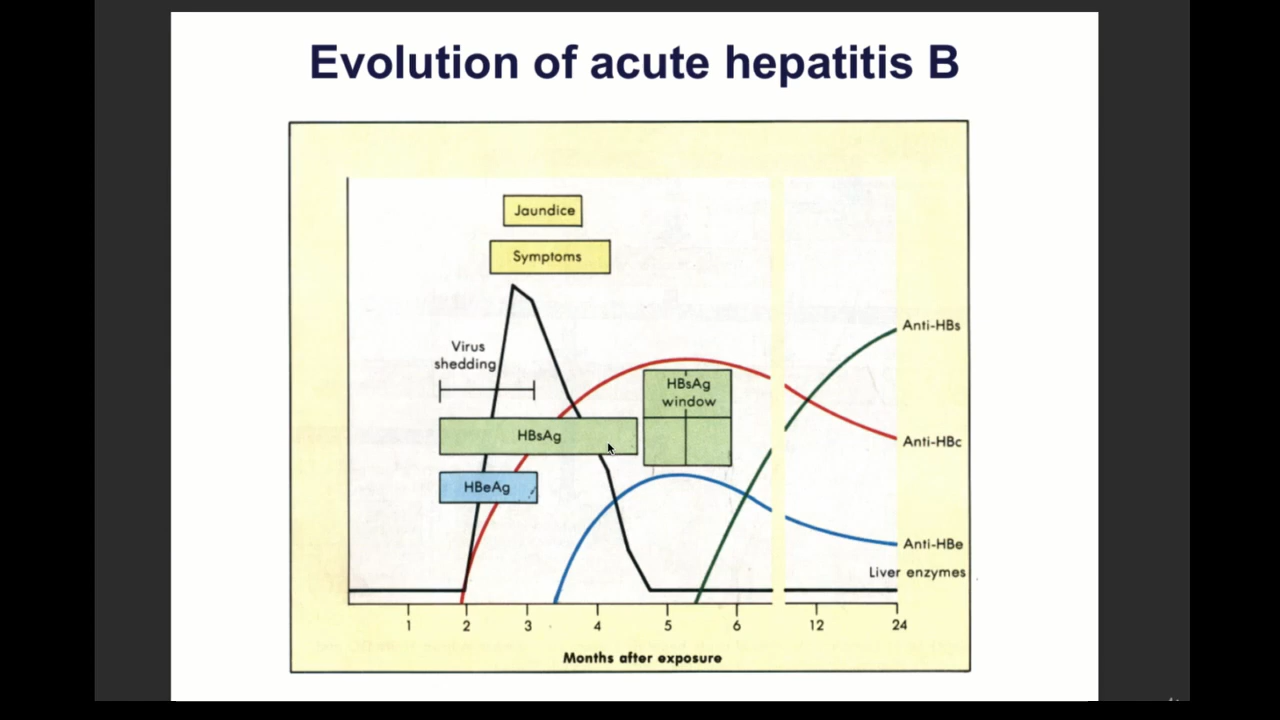 Evolution of acute hepatitis B
Jaundice
Symptoms
Virus
shedding
HBsAg
window
HBsAg
HBeAg
Anti-HBs
Anti-HBc
Anti-HBe
Liver enzymes
1 2 3 4 5 6 12 24
Months after exposure